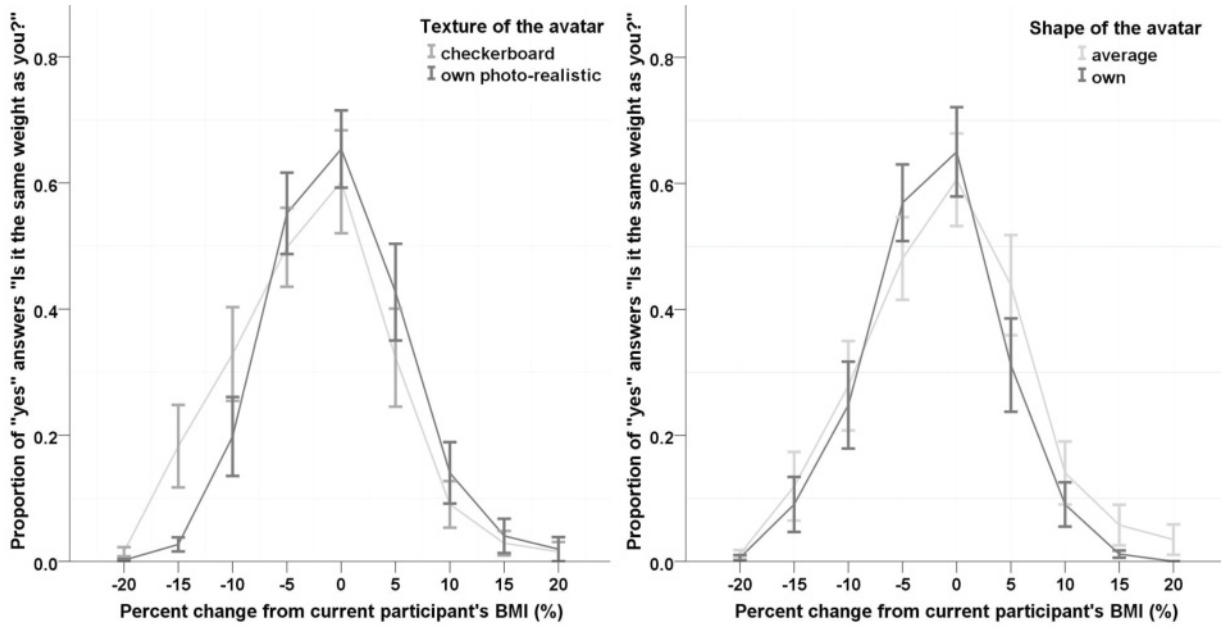 Proportion of "yes" answers "Is it the same weight as you?"
Texture of the avatar
checkerboard
own photo-realistic
0.8
0.6
0.4
0.2
0.0
-20 -15 -10 -5 0 5 10 15 20
Percent change from current participant's BMI (%)
Proportion of "yes" answers "Is it the same weight as you?"
Shape of the avatar
average
own
0.8
0.6
0.4
0.2
0.0
-20 -15 -10 -5 0 5 10 15 20
Percent change from current participant's BMI (%)